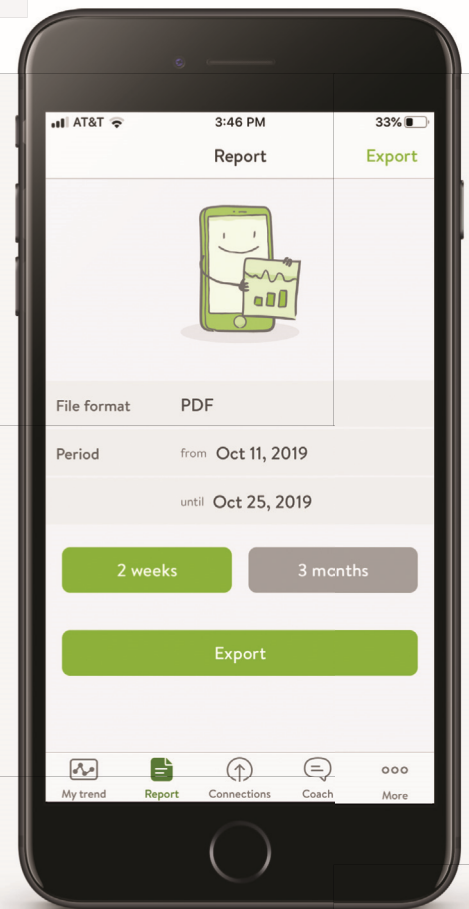 AT&T 3:46 PM 33%
Report Export
File format PDF
Period from Oct 11, 2019
until Oct 25, 2019
2 weeks 3 months
Export
My trend Report Connections Coach More